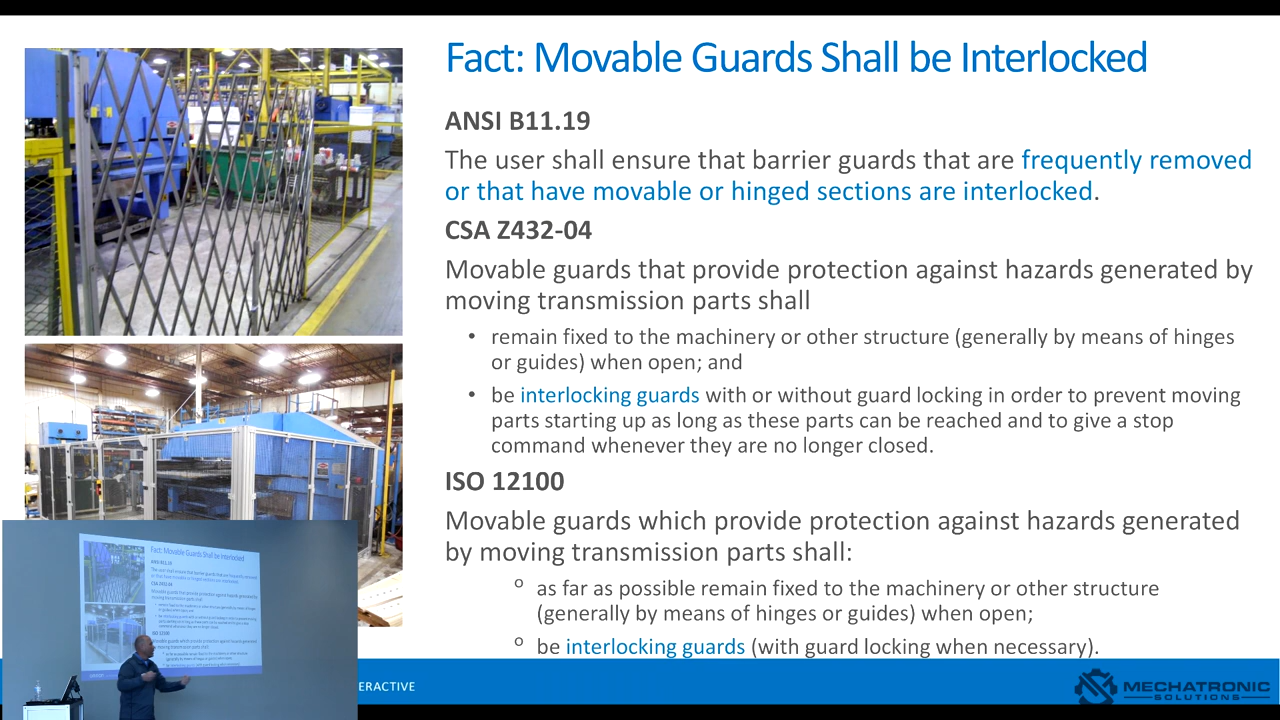 Fact: Movable Guards Shall be Interlocked
ANSI B11.19
The user shall ensure that barrier guards that are frequently removed
or that have movable or hinged sections are interlocked.
CSA Z432-04
Movable guards that provide protection against hazards generated by
moving transmission parts shall
• remain fixed to the machinery or other structure (generally by means of hinges
or guides) when open; and
• be interlocking guards with or without guard locking in order to prevent moving
parts starting up as long as these parts can be reached and to give a stop
command whenever they are no longer closed.
ISO 12100
Movable guards which provide protection against hazards generated
by moving transmission parts shall:
o as far as possible remain fixed to the machinery or other structure
(generally by means of hinges or guides) when open;
o be interlocking guards (with guard locking when necessary).
Fact: Movable Guards Shall be Interlocked
ERACTIVE
MECHATRONIC
SOLUTIONS